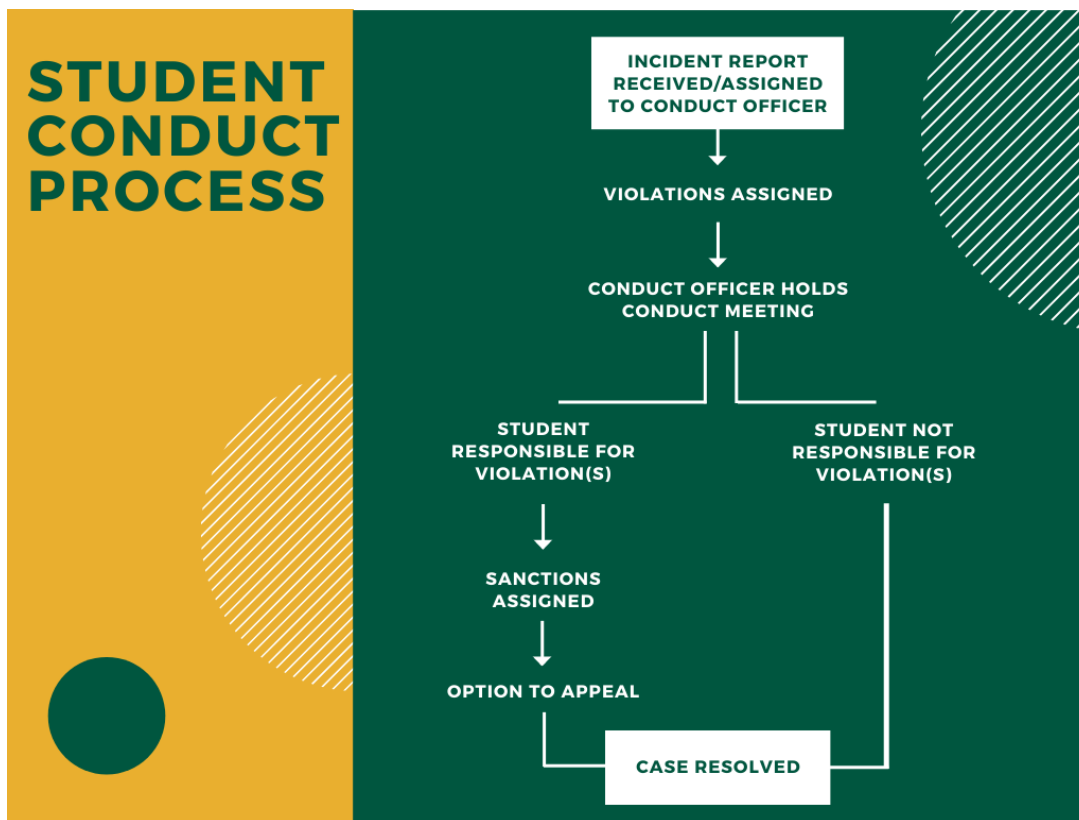 STUDENT
CONDUCT
PROCESS
INCIDENT REPORT
RECEIVED/ASSIGNED
TO CONDUCT OFFICER
VIOLATIONS ASSIGNED
CONDUCT OFFICER HOLDS
CONDUCT MEETING
STUDENT
RESPONSIBLE FOR
VIOLATION(S)
STUDENT NOT
RESPONSIBLE FOR
VIOLATION(S)
SANCTIONS
ASSIGNED
OPTION TO APPEAL
CASE RESOLVED